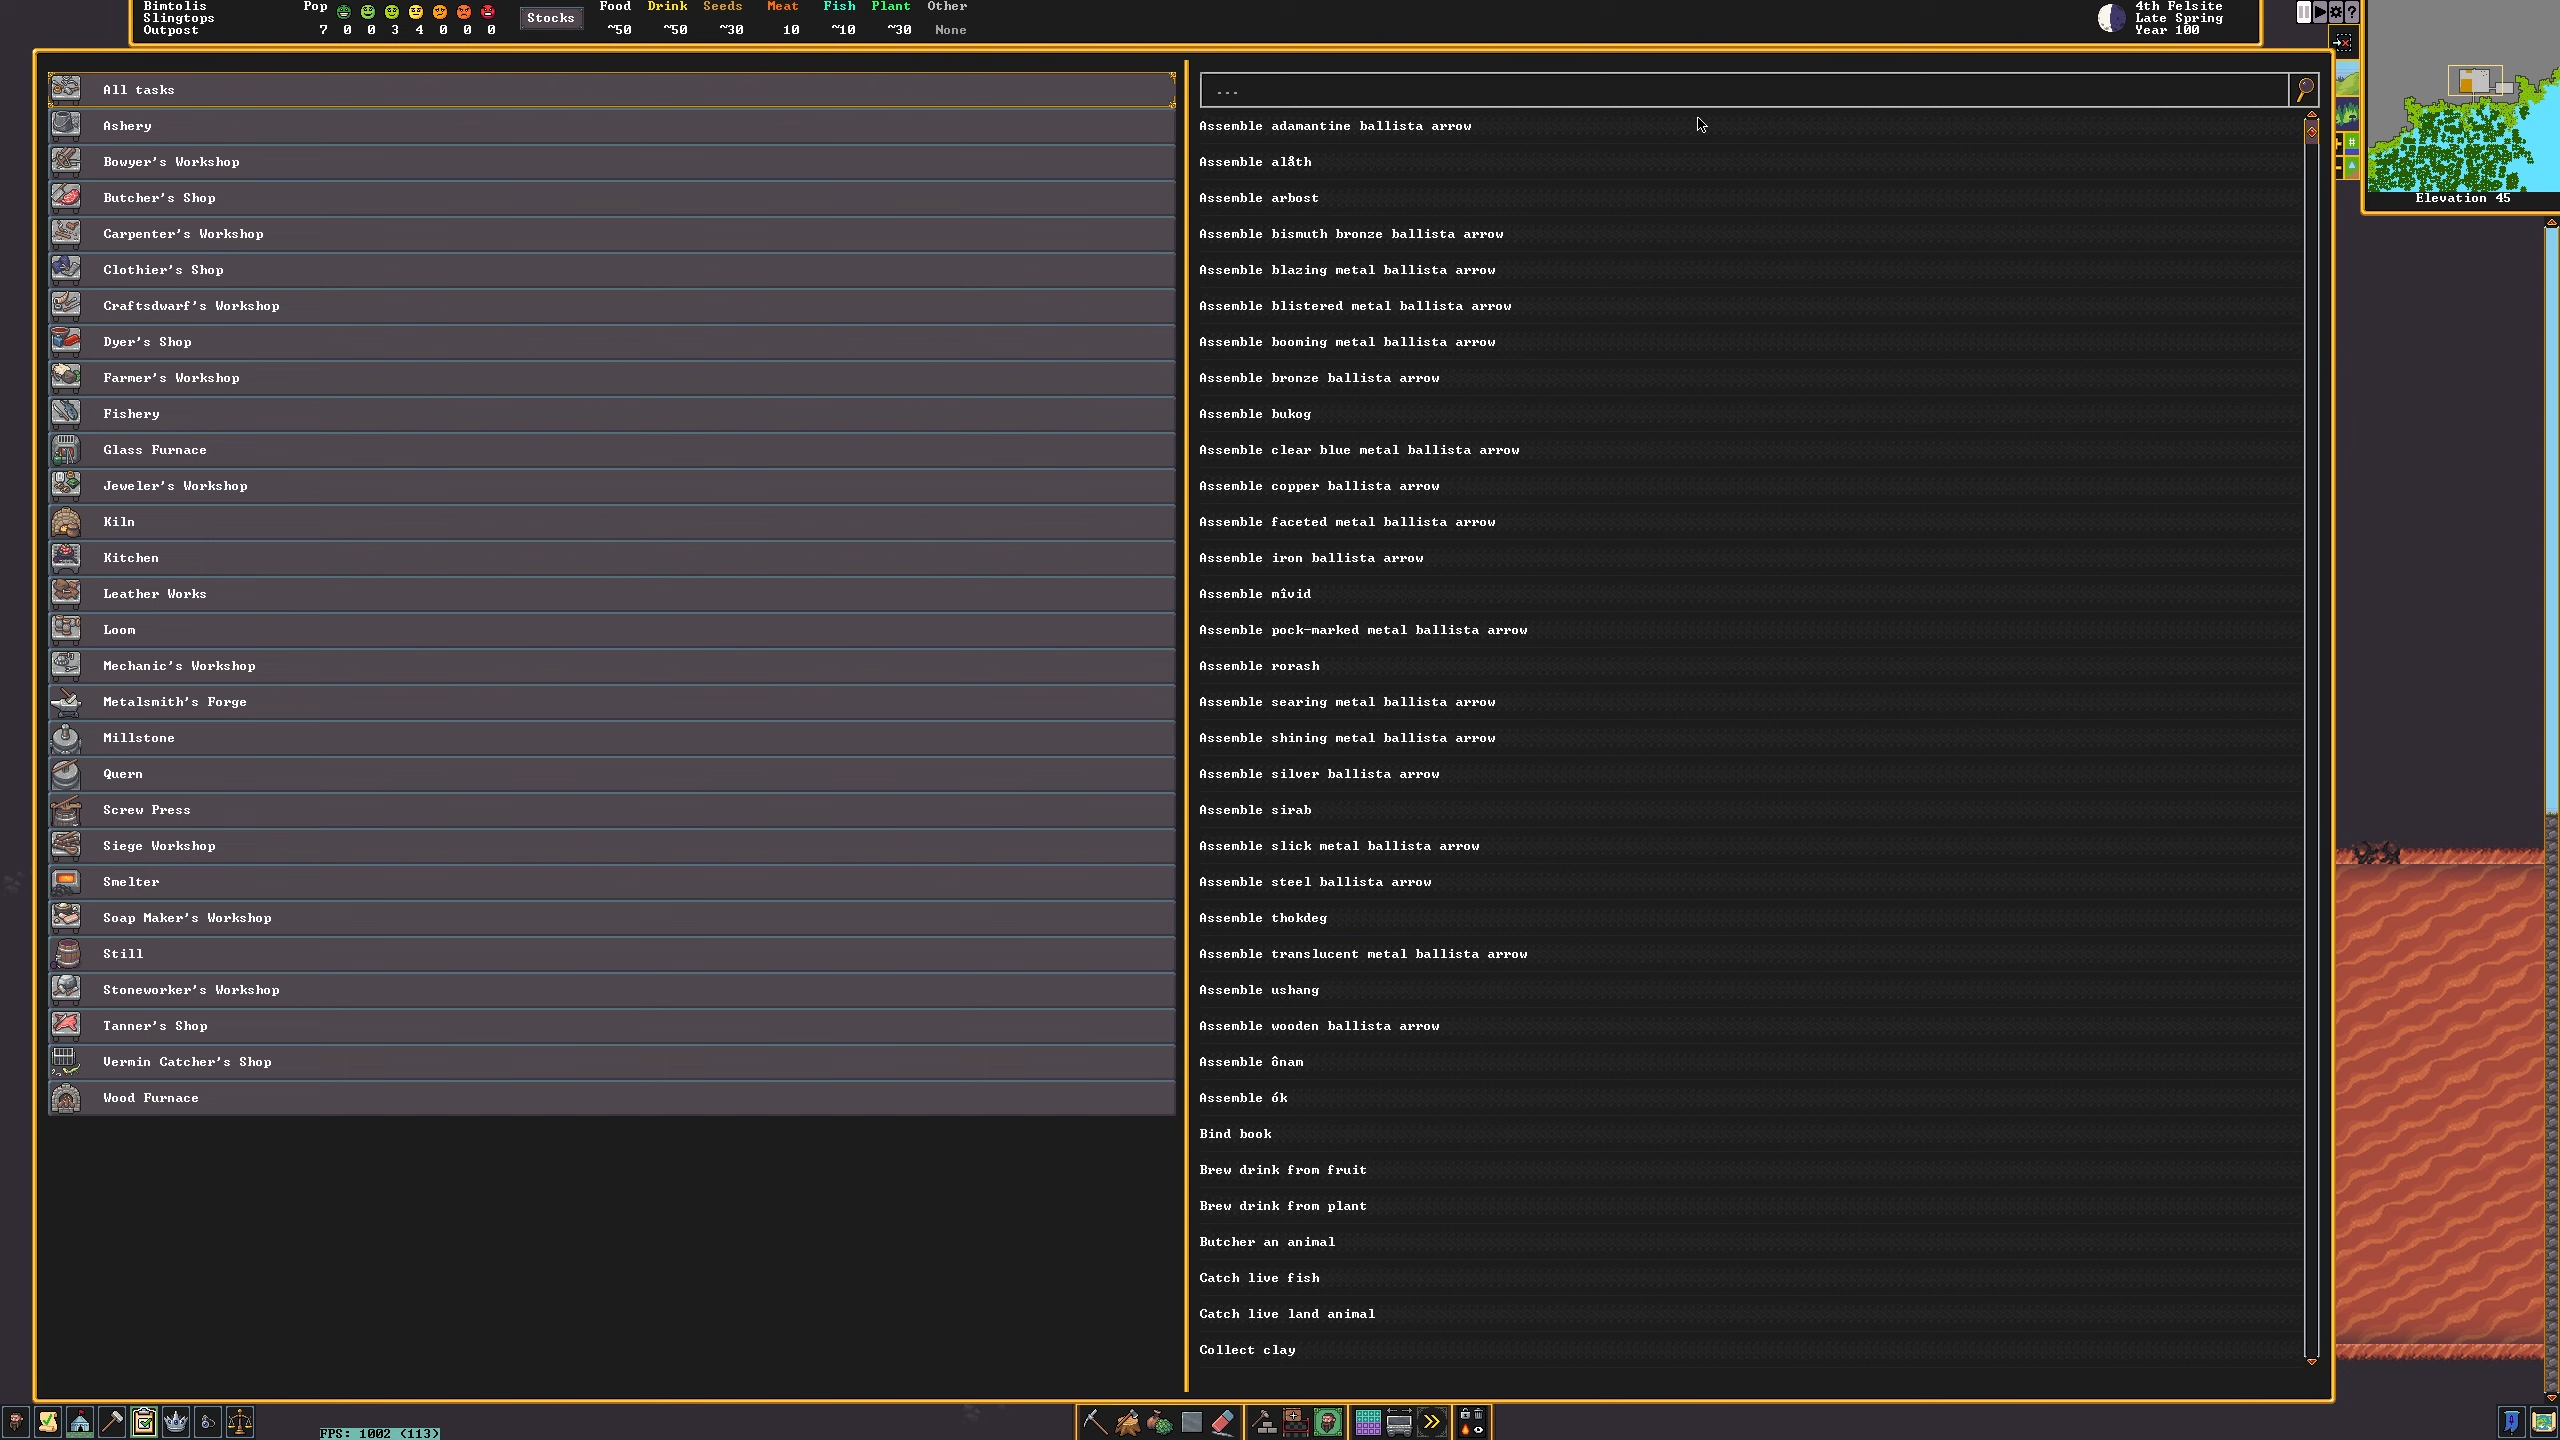 Bimtolis
Slingtops
Outpost
Pop
7 0 0 3 4 0 0 0
Stocks
Food Drink Seeds Meat Fish Plant Other
~50 ~50 ~30 10 ~10 ~30 None
4th Felsite
Late Spring
Year 100
?
Elevation 45
All tasks
Ashery
Bowyer's Workshop
Butcher's Shop
Carpenter's Workshop
Clothier's Shop
Craftsdwarf's Workshop
Dyer's Shop
Farmer's Workshop
Fishery
Glass Furnace
Jeweler's Workshop
Kiln
Kitchen
Leather Works
Loom
Mechanic's Workshop
Metalsmith's Forge
Millstone
Quern
Screw Press
Siege Workshop
Smelter
Soap Maker's Workshop
Still
Stoneworker's Workshop
Tanner's Shop
Vermin Catcher's Shop
Wood Furnace
...
Assemble adamantine ballista arrow
Assemble alåth
Assemble arbost
Assemble bismuth bronze ballista arrow
Assemble blazing metal ballista arrow
Assemble blistered metal ballista arrow
Assemble booming metal ballista arrow
Assemble bronze ballista arrow
Assemble bukog
Assemble clear blue metal ballista arrow
Assemble copper ballista arrow
Assemble faceted metal ballista arrow
Assemble iron ballista arrow
Assemble mîvid
Assemble pock-marked metal ballista arrow
Assemble rorash
Assemble searing metal ballista arrow
Assemble shining metal ballista arrow
Assemble silver ballista arrow
Assemble sirab
Assemble slick metal ballista arrow
Assemble steel ballista arrow
Assemble thokdeg
Assemble translucent metal ballista arrow
Assemble ushang
Assemble wooden ballista arrow
Assemble ônam
Assemble ók
Bind book
Brew drink from fruit
Brew drink from plant
Butcher an animal
Catch live fish
Catch live land animal
Collect clay
FPS: 1002 (113)